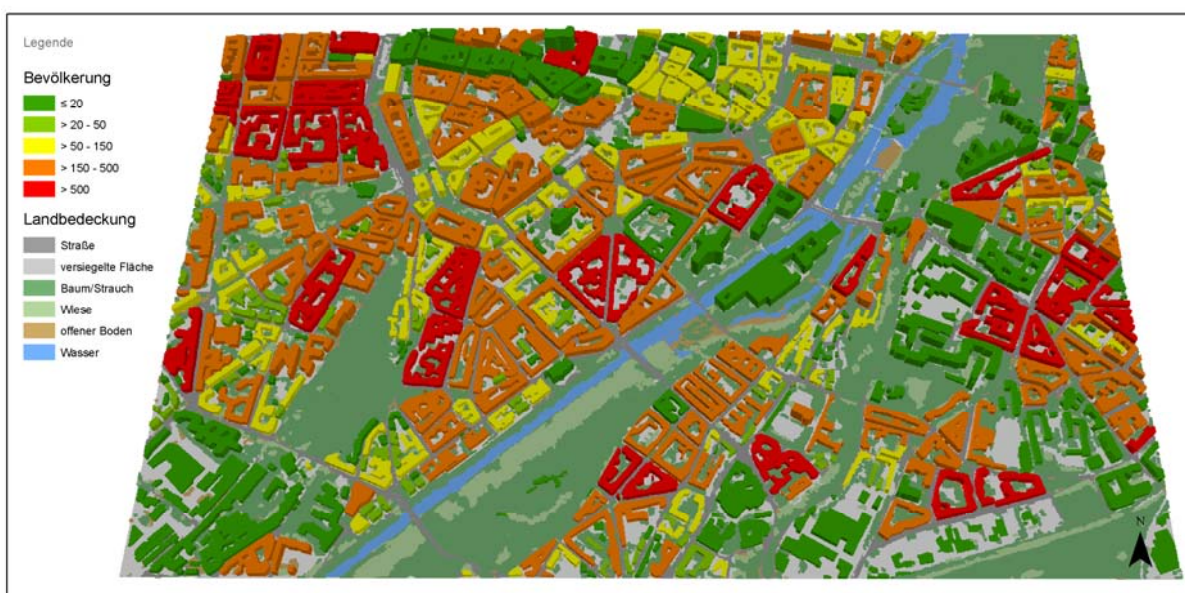 Legende
Bevölkerung
≤ 20
> 20 - 50
> 50 - 150
> 150 - 500
> 500
Landbedeckung
Straße
versiegelte Fläche
Baum/Strauch
Wiese
offener Boden
Wasser
N